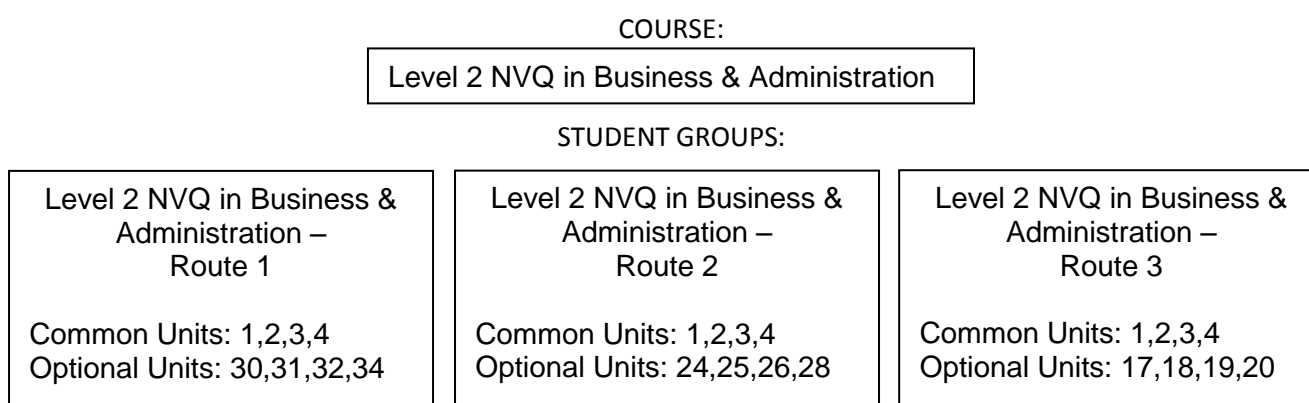 COURSE:
Level 2 NVQ in Business & Administration
STUDENT GROUPS:
Level 2 NVQ in Business &
Administration –
Route 1
Common Units: 1,2,3,4
Optional Units: 30,31,32,34
Level 2 NVQ in Business &
Administration –
Route 2
Common Units: 1,2,3,4
Optional Units: 24,25,26,28
Level 2 NVQ in Business &
Administration –
Route 3
Common Units: 1,2,3,4
Optional Units: 17,18,19,20